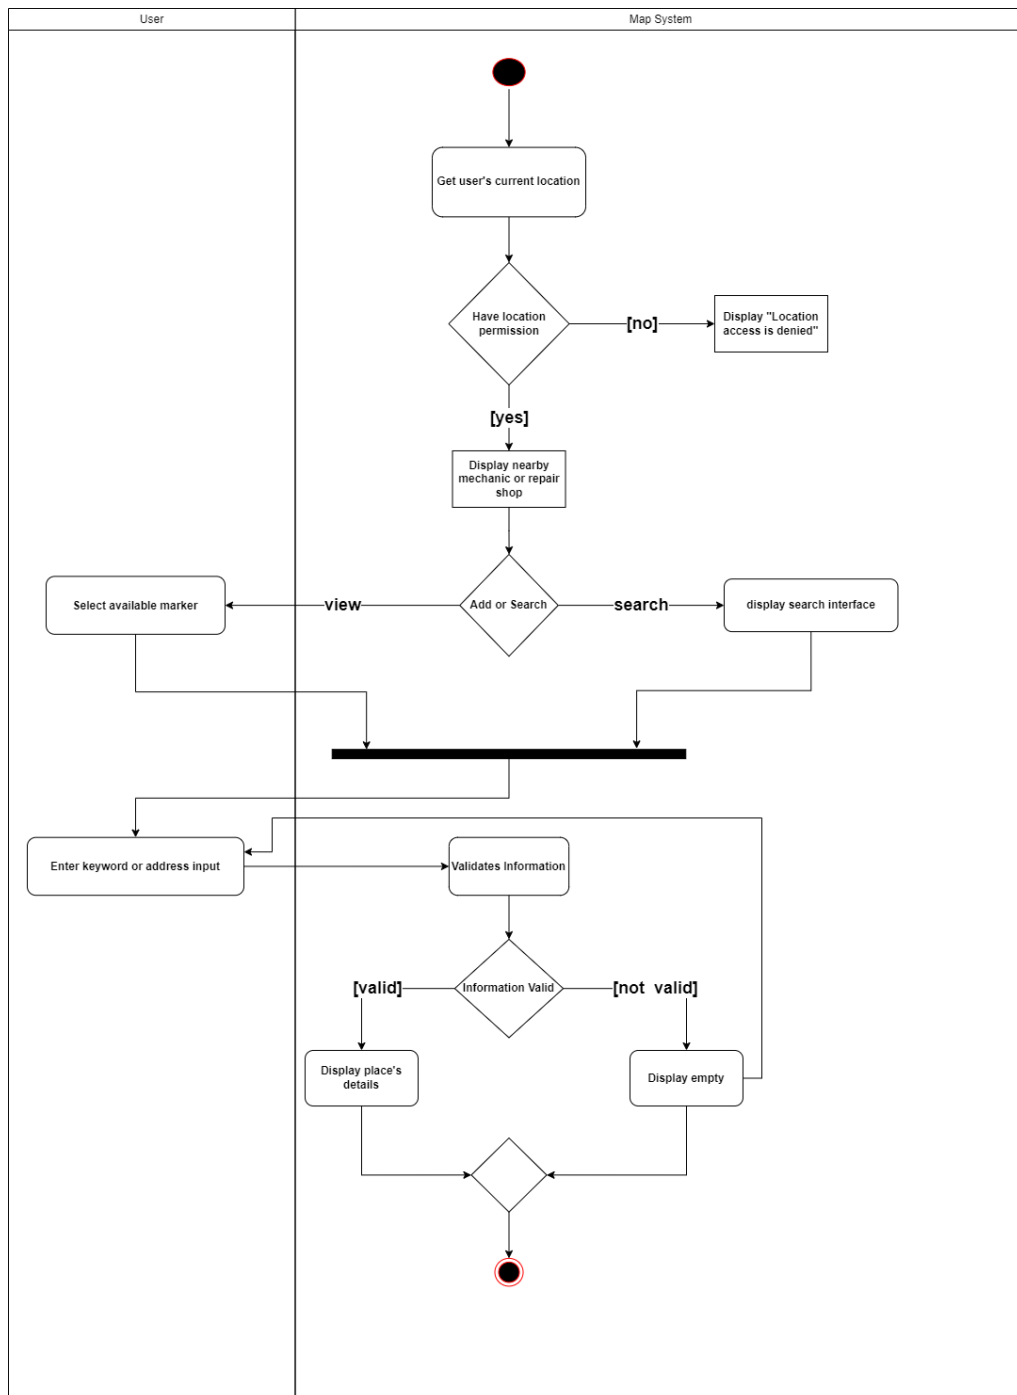 User
Map System
Get user's current location
Have location
permission
[no]
Display "Location
access is denied"
[yes]
Display nearby
mechanic or repair
shop
Select available marker
view
Add or Search
search
display search interface
Enter keyword or address input
Validates Information
[valid]
Information Valid
[not valid]
Display place's
details
Display empty